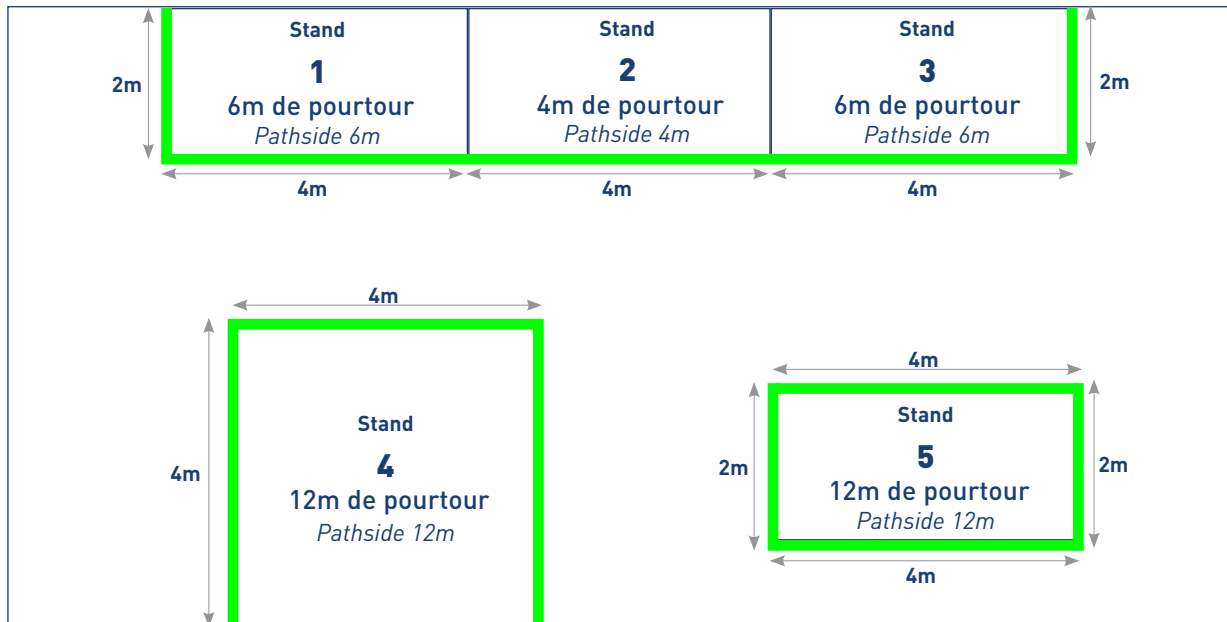 Stand
1
6m de pourtour
Pathside 6m
Stand
2
4m de pourtour
Pathside 4m
Stand
3
6m de pourtour
Pathside 6m
2m
2m
4m
4m
4m
4m
4m
Stand
4
12m de pourtour
Pathside 12m
4m
2m
Stand
5
12m de pourtour
Pathside 12m
2m
4m